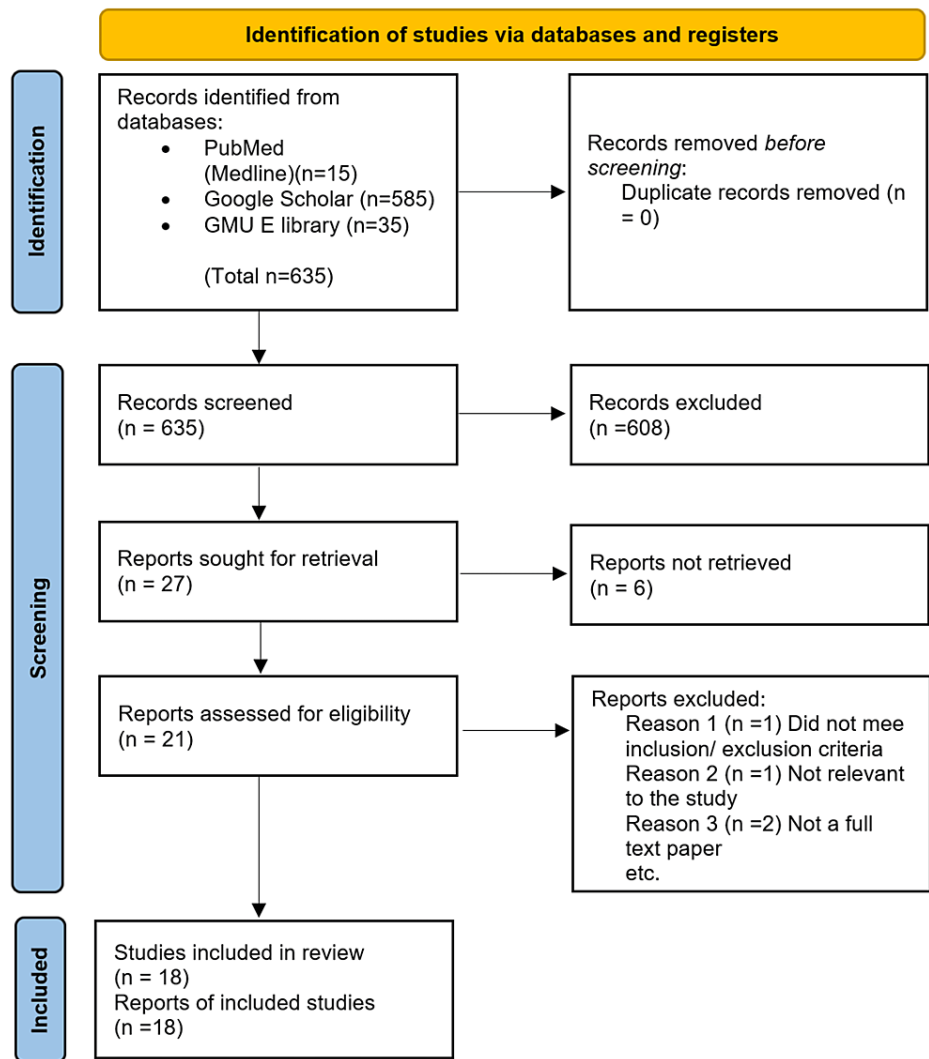 Identification of studies via databases and registers
Identification
Records identified from
databases:
• PubMed
(Medline)(n=15)
• Google Scholar (n=585)
• GMU E library (n=35)
(Total n=635)
Records removed before
screening:
Duplicate records removed (n
= 0)
Screening
Records screened
(n = 635)
Records excluded
(n =608)
Reports sought for retrieval
(n = 27)
Reports not retrieved
(n = 6)
Reports assessed for eligibility
(n = 21)
Reports excluded:
Reason 1 (n =1) Did not mee
inclusion/ exclusion criteria
Reason 2 (n =1) Not relevant
to the study
Reason 3 (n =2) Not a full
text paper
etc.
Included
Studies included in review
(n = 18)
Reports of included studies
(n =18)